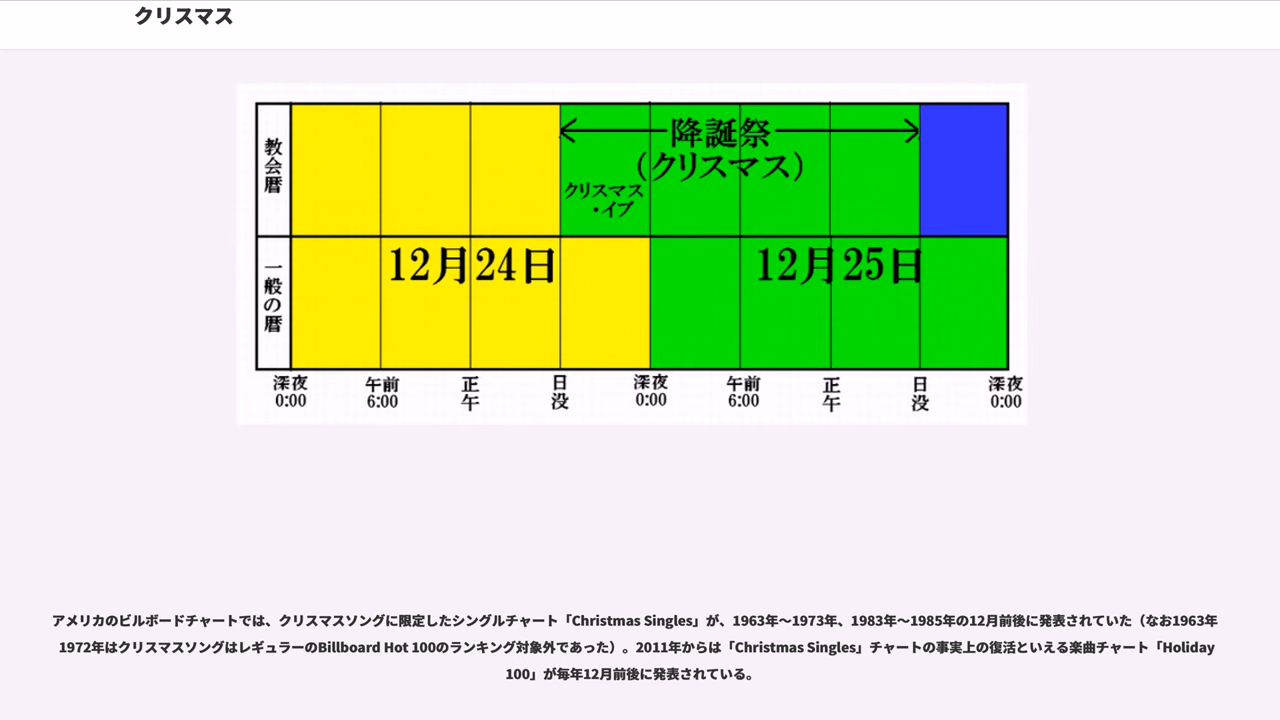 クリスマス
教会暦
降誕祭
（クリスマス）
クリスマス
・イブ
一般の暦
12月24日
12月25日
深夜 午前 正午 日没 深夜 午前 正午 日没 深夜
0:00 6:00 0:00 6:00 0:00
アメリカのビルボードチャートでは、クリスマスソングに限定したシングルチャート「Christmas Singles」が、1963年〜1973年、1983年〜1985年の12月前後に発表されていた（なお1963年
1972年はクリスマスソングはレギュラーのBillboard Hot 100のランキング対象外であった）。2011年からは「Christmas Singles」チャートの事実上の復活といえる楽曲チャート「Holiday
100」が毎年12月前後に発表されている。